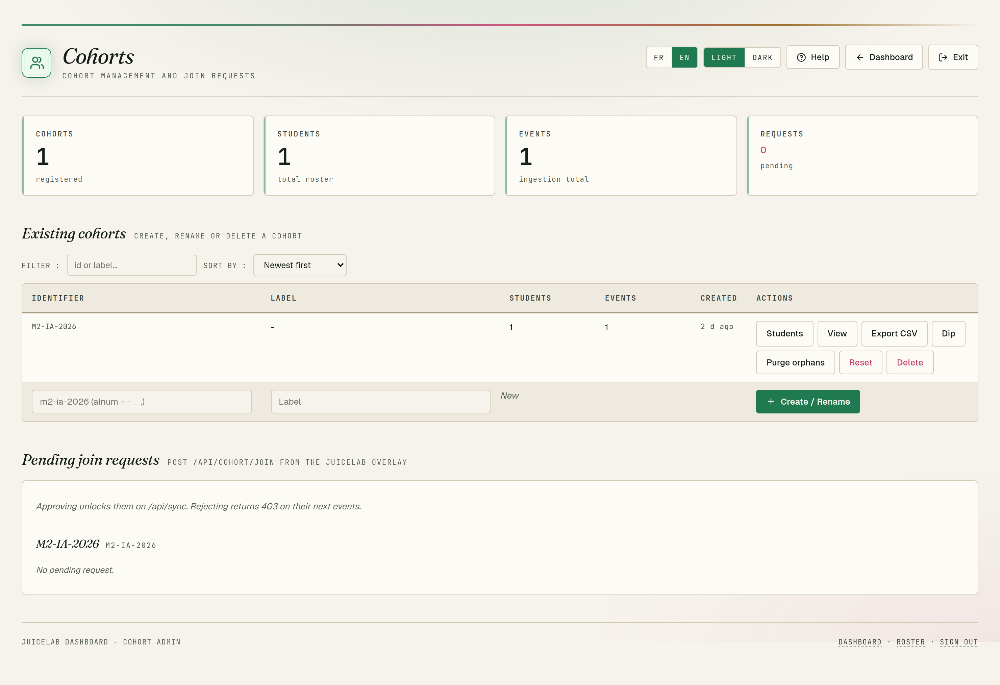 Cohorts
COHORT MANAGEMENT AND JOIN REQUESTS
FR EN LIGHT DARK Help Dashboard Exit
COHORTS
1
registered
STUDENTS
1
total roster
EVENTS
1
ingestion total
REQUESTS
0
pending
Existing cohorts CREATE, RENAME OR DELETE A COHORT
FILTER : id or label... SORT BY : Newest first
IDENTIFIER LABEL STUDENTS EVENTS CREATED ACTIONS
M2-IA-2026 - 1 1 2 d ago Students View Export CSV Dip
Purge orphans Reset Delete
m2-ia-2026 (alnum + - _ .) Label New Create / Rename
Pending join requests POST /API/COHORT/JOIN FROM THE JUICELAB OVERLAY
Approving unlocks them on /api/sync. Rejecting returns 403 on their next events.
M2-IA-2026 M2-IA-2026
No pending request.
JUICELAB DASHBOARD - COHORT ADMIN
DASHBOARD · ROSTER · SIGN OUT